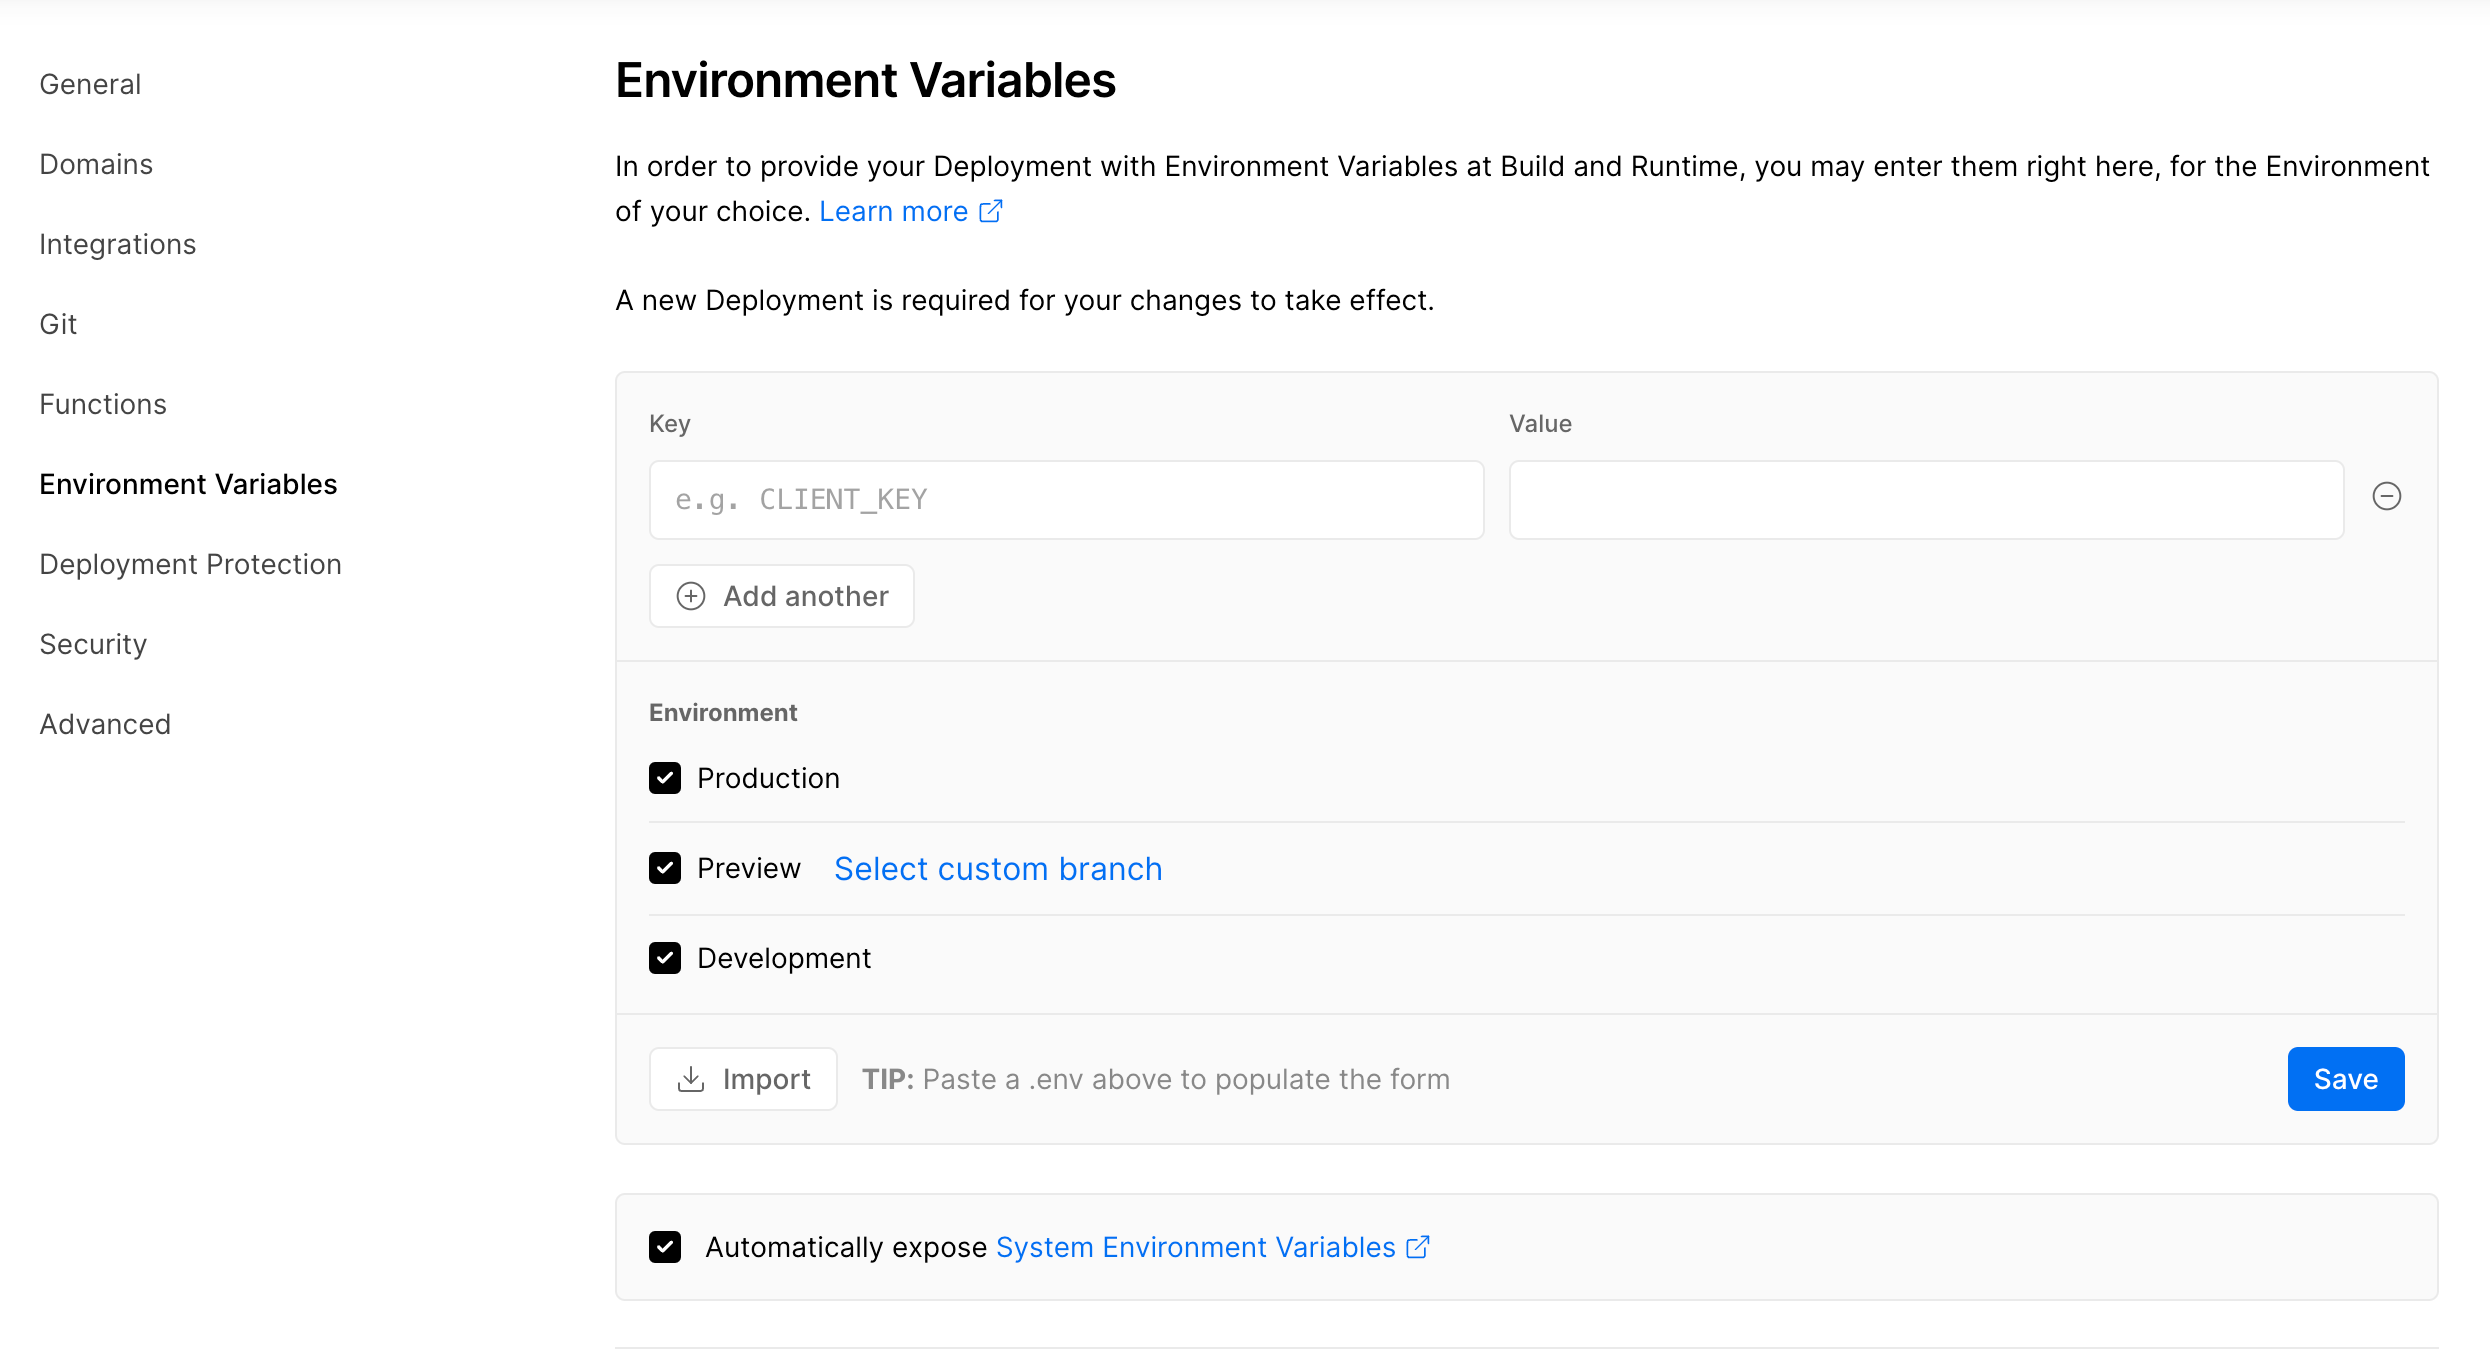 General
Domains
Integrations
Git
Functions
Environment Variables
Deployment Protection
Security
Advanced
Environment Variables
In order to provide your Deployment with Environment Variables at Build and Runtime, you may enter them right here, for the Environment
of your choice. Learn more
A new Deployment is required for your changes to take effect.
Key
Value
e.g. CLIENT_KEY
Add another
Environment
Production
Preview Select custom branch
Development
Import TIP: Paste a .env above to populate the form Save
Automatically expose System Environment Variables